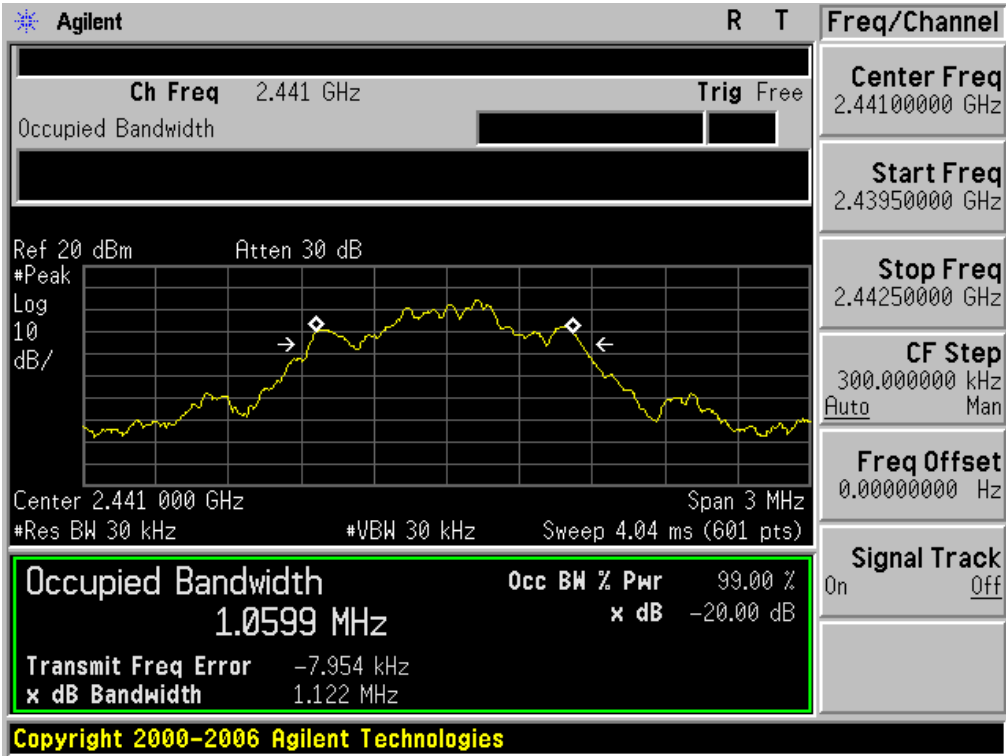 Agilent R T Freq/Channel
Ch Freq 2.441 GHz Trig Free
Occupied Bandwidth
Center Freq
2.44100000 GHz
Start Freq
2.43950000 GHz
Stop Freq
2.44250000 GHz
CF Step
300.000000 kHz
Auto Man
Freq Offset
0.00000000 Hz
Signal Track
On Off
Ref 20 dBm Atten 30 dB
#Peak
Log
10
dB/
Center 2.441 000 GHz Span 3 MHz
#Res BW 30 kHz #VBW 30 kHz Sweep 4.04 ms (601 pts)
Occupied Bandwidth Occ BW % Pwr 99.00 %
1.0599 MHz x dB -20.00 dB
Transmit Freq Error -7.954 kHz
x dB Bandwidth 1.122 MHz
Copyright 2000-2006 Agilent Technologies